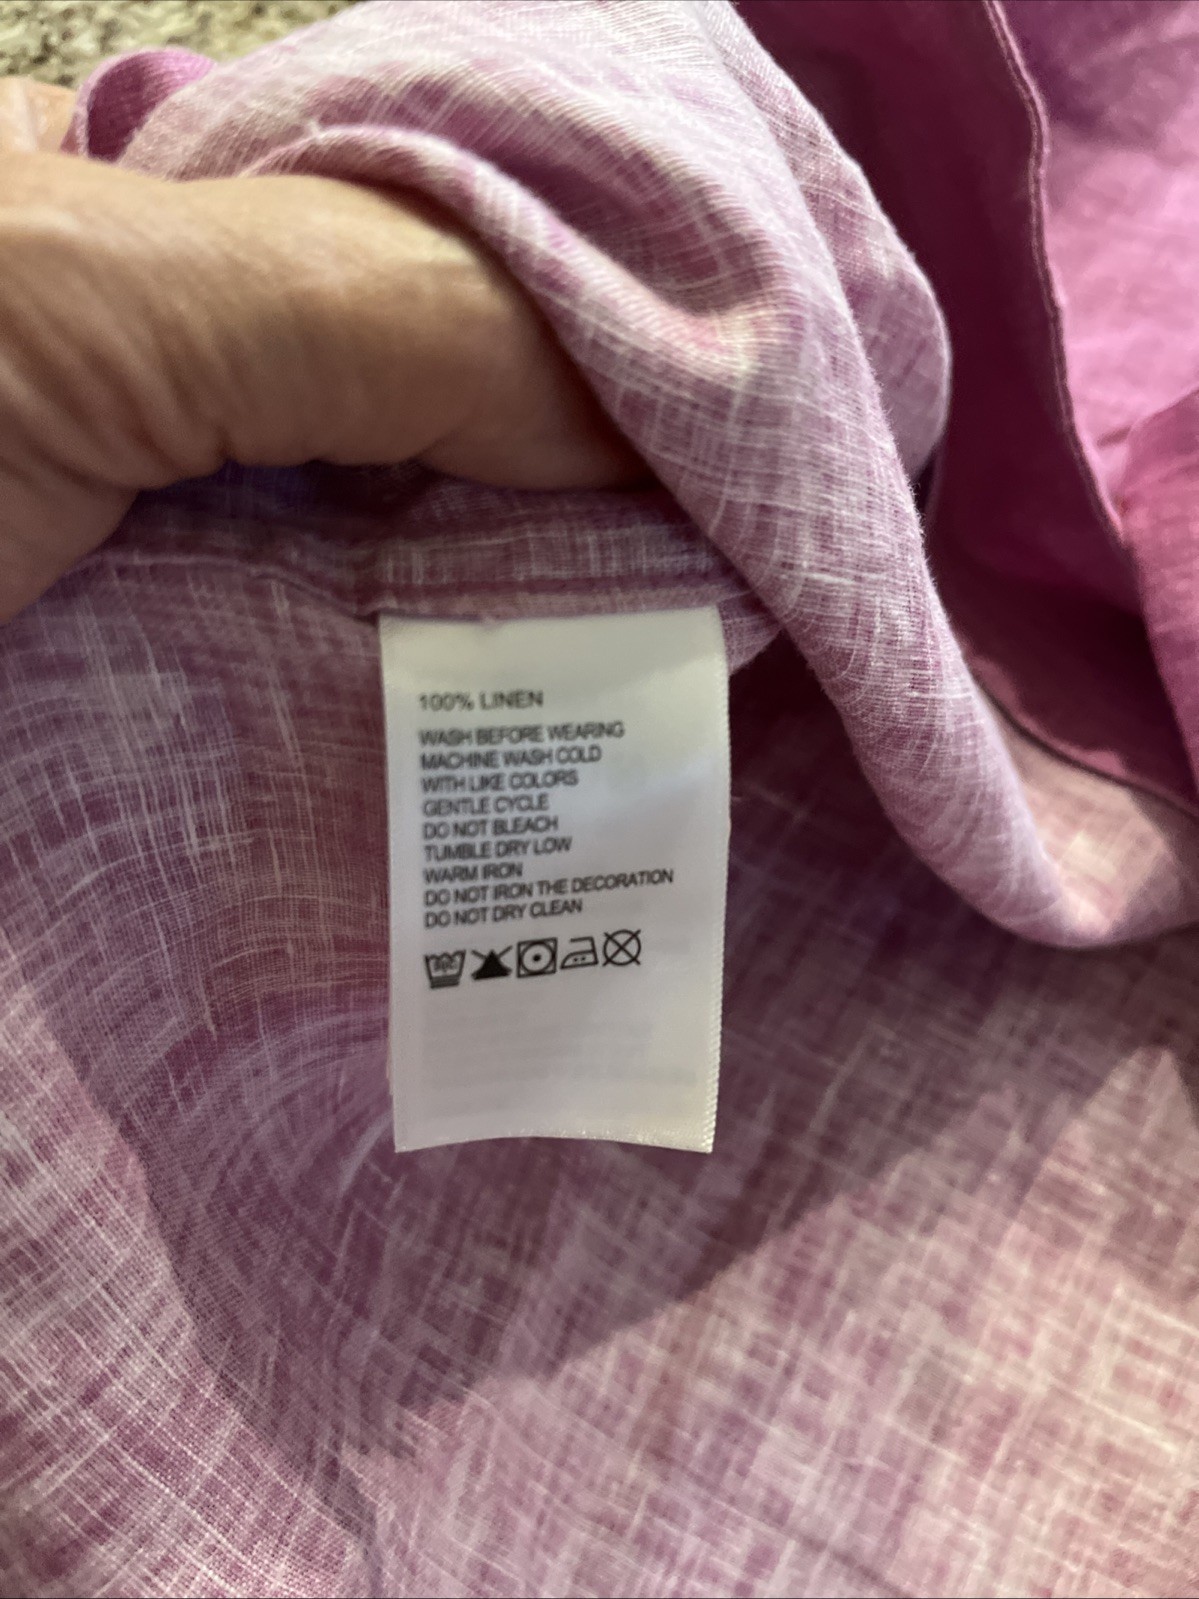 100% LINEN
WASH BEFORE WEARING
MACHINE WASH COLD
WITH LIKE COLORS
GENTLE CYCLE
DO NOT BLEACH
TUMBLE DRY LOW
WARM IRON
DO NOT IRON THE DECORATION
DO NOT DRY CLEAN